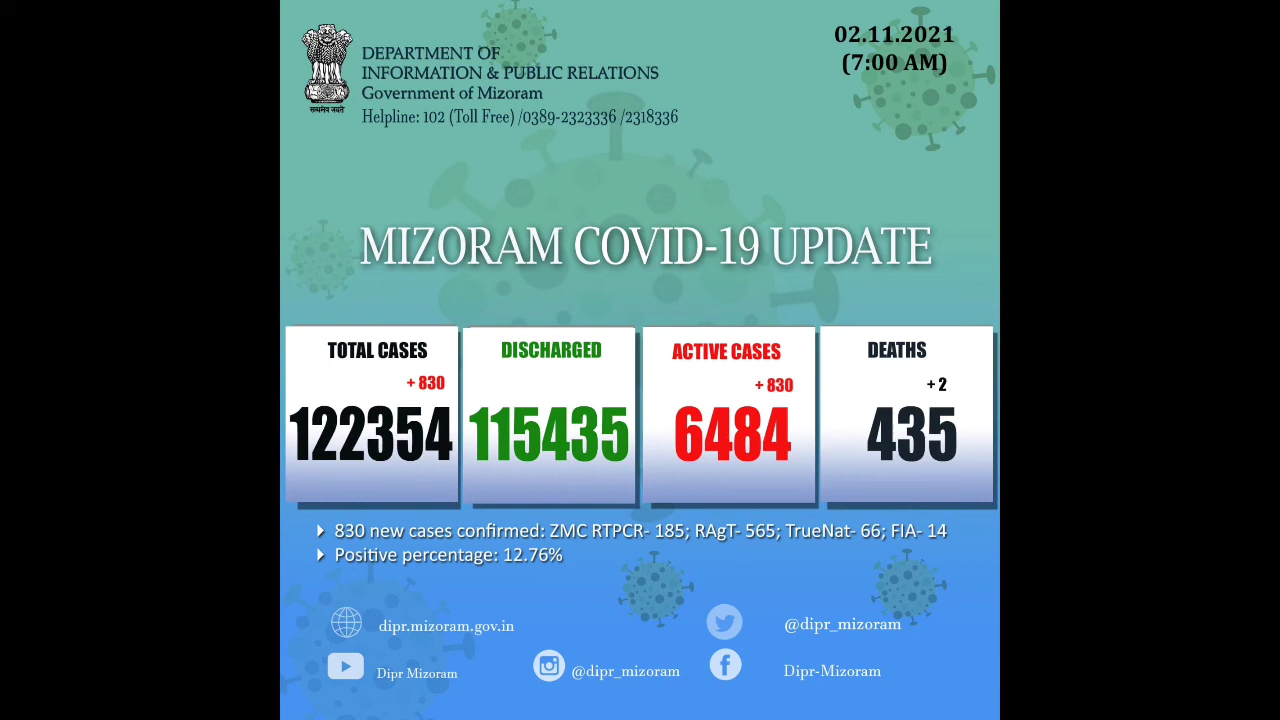 02.11.2021
(7:00 AM)
DEPARTMENT OF
INFORMATION & PUBLIC RELATIONS
Government of Mizoram
Helpline: 102 (Toll Free) /0389-2323336 /2318336
सत्यमेव जयते
MIZORAM COVID-19 UPDATE
TOTAL CASES
+ 830
122354
DISCHARGED
115435
ACTIVE CASES
+ 830
6484
DEATHS
+ 2
435
830 new cases confirmed: ZMC RTPCR- 185; RAgT- 565; TrueNat- 66; FIA- 14
Positive percentage: 12.76%
dipr.mizoram.gov.in
@dipr_mizoram
Dipr Mizoram
@dipr_mizoram
Dipr-Mizoram